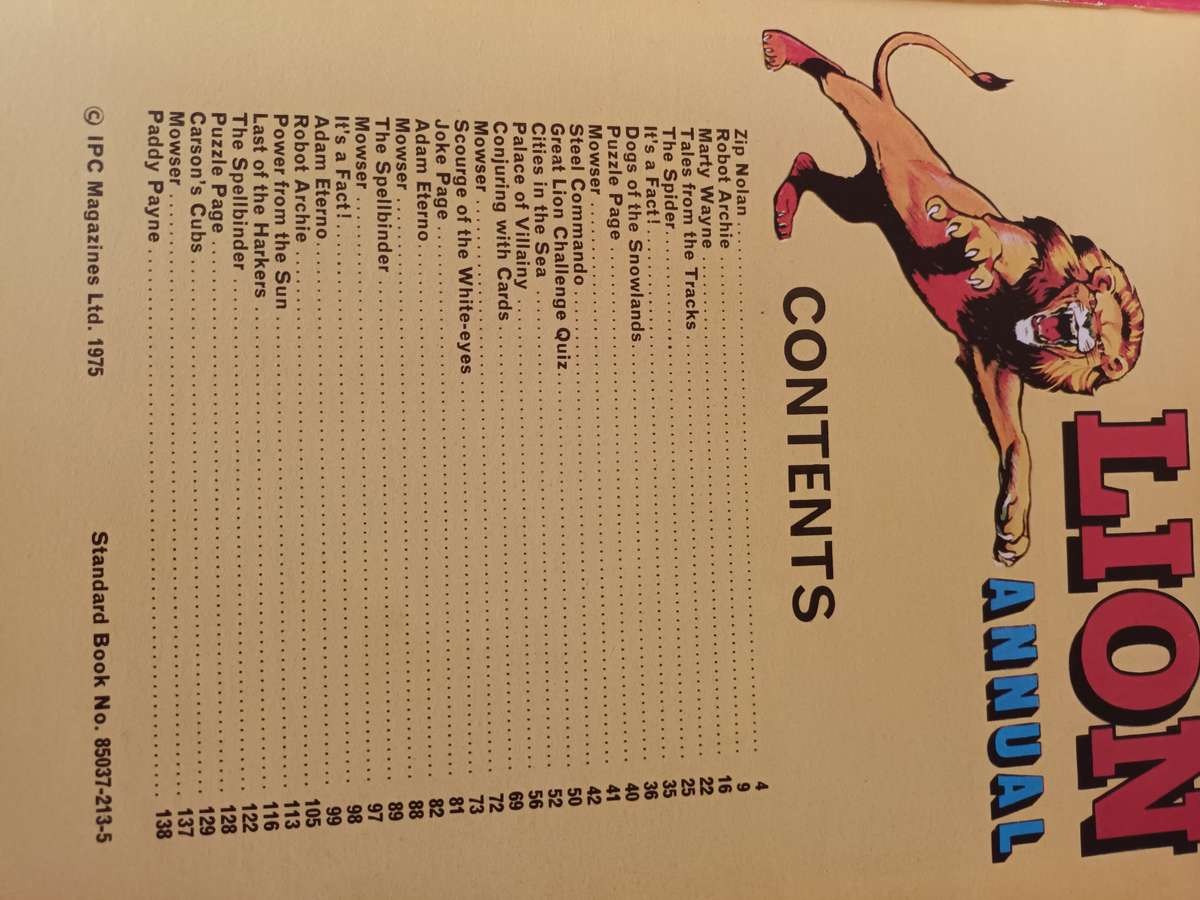 LION
ANNUAL
CONTENTS
Zip Nolan 4
Robot Archie 9
Marty Wayne 16
Tales from the Tracks 22
The Spider 25
It's a Fact! 35
Dogs of the Snowlands 36
Puzzle Page 40
Mowser 41
Steel Commando 42
Great Lion Challenge Quiz 50
Cities in the Sea 52
Palace of Villainy 56
Conjuring with Cards 69
Mowser 72
Scourge of the White-eyes 73
Joke Page 81
Adam Eterno 82
Mowser 88
The Spellbinder 89
Mowser 97
It's a Fact! 98
Adam Eterno 99
Robot Archie 105
Power from the Sun 113
Last of the Harkers 116
The Spellbinder 122
Puzzle Page 128
Carson's Cubs 129
Mowser 137
Paddy Payne 138
© IPC Magazines Ltd. 1975 Standard Book No. 85037-213-5